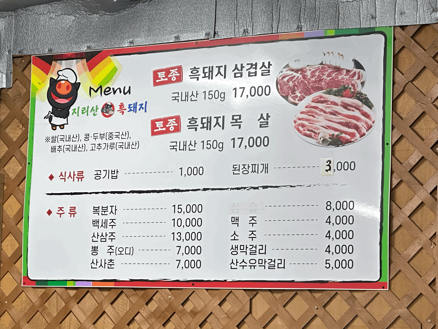 Menu
지리산 흑돼지
※쌀(국내산), 콩·두부(중국산),
배추(국내산), 고추가루(국내산)
토종 흑돼지 삼겹살
국내산 150g 17,000
토종 흑돼지 목 살
국내산 150g 17,000
◆ 식사류 공기밥 1,000 된장찌개 3,000
◆ 주 류 복분자 15,000 8,000
백세주 10,000 맥 주 4,000
산삼주 13,000 소 주 4,000
뽕 주(오디) 7,000 생막걸리 4,000
산사춘 7,000 산수유막걸리 5,000